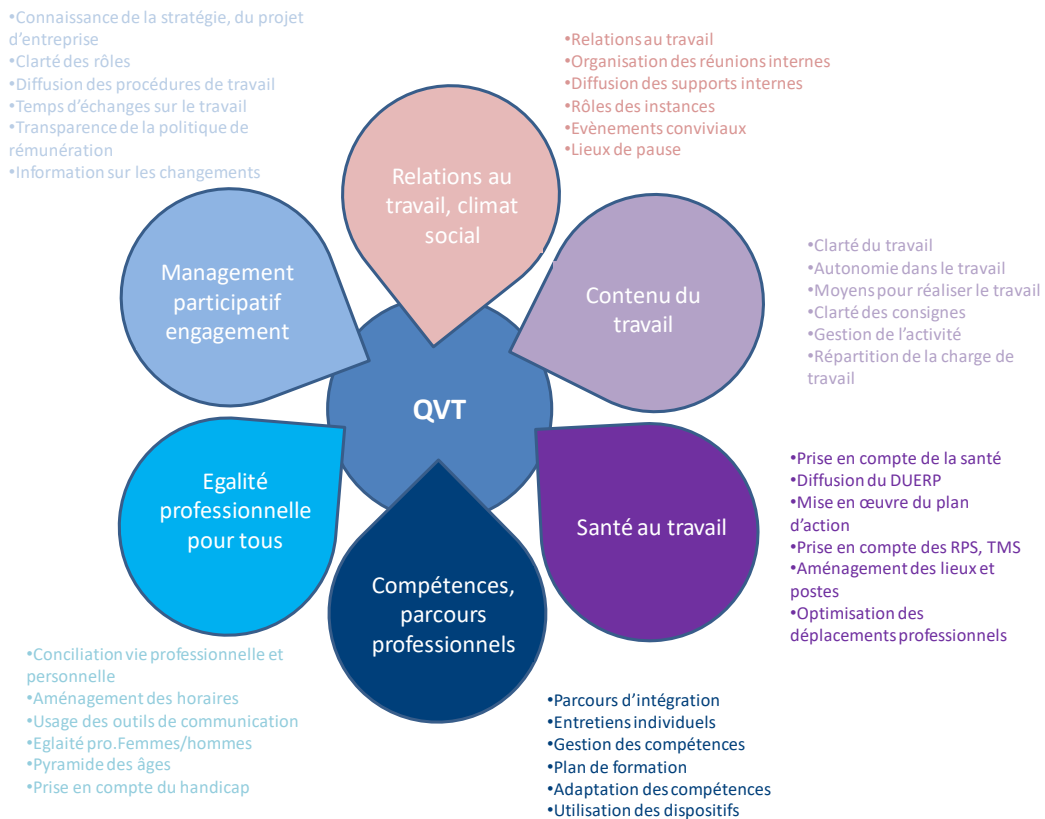 •Connaissance de la stratégie, du projet
d'entreprise
•Clarté des rôles
•Diffusion des procédures de travail
•Temps d'échanges sur le travail
•Transparence de la politique de
rémunération
•Information sur les changements
•Relations au travail
•Organisation des réunions internes
•Diffusion des supports internes
•Rôles des instances
•Evènements conviviaux
•Lieux de pause
Relations au
travail, climat
social
Management
participatif
engagement
Contenu du
travail
•Clarté du travail
•Autonomie dans le travail
•Moyens pour réaliser le travail
•Clarté des consignes
•Gestion de l'activité
•Répartition de la charge de
travail
QVT
Egalité
professionnelle
pour tous
Santé au travail
•Prise en compte de la santé
•Diffusion du DUERP
•Mise en œuvre du plan
d'action
•Prise en compte des RPS, TMS
•Aménagement des lieux et
postes
•Optimisation des
déplacements professionnels
Compétences,
parcours
professionnels
•Conciliation vie professionnelle et
personnelle
•Aménagement des horaires
•Usage des outils de communication
•Eglaité pro.Femmes/hommes
•Pyramide des âges
•Prise en compte du handicap
•Parcours d'intégration
•Entretiens individuels
•Gestion des compétences
•Plan de formation
•Adaptation des compétences
•Utilisation des dispositifs